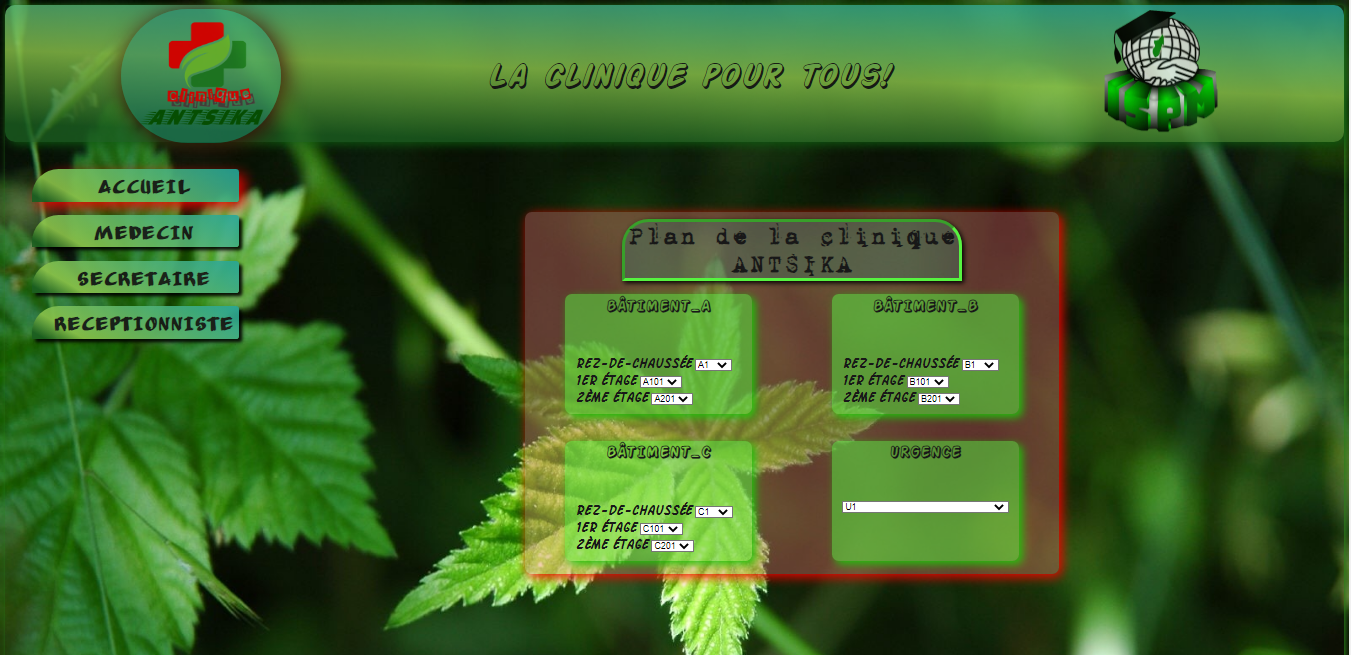 clinique
ANTSIKA
LA CLINIQUE POUR TOUS!
ISPM
ACCUEIL
MEDECIN
SECRETAIRE
RECEPTIONNISTE
Plan de la clinique
ANTSIKA
BÂTIMENT_A
REZ-DE-CHAUSSÉE A1
1ER ÉTAGE A101
2ÈME ÉTAGE A201
BÂTIMENT_B
REZ-DE-CHAUSSÉE B1
1ER ÉTAGE B101
2ÈME ÉTAGE B201
BÂTIMENT_C
REZ-DE-CHAUSSÉE C1
1ER ÉTAGE C101
2ÈME ÉTAGE C201
URGENCE
U1